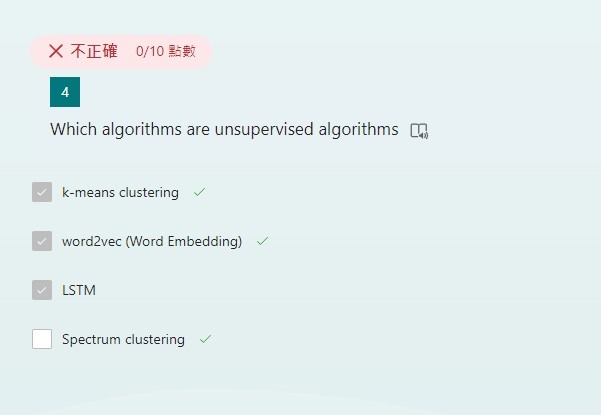 不正確 0/10 點數
4
Which algorithms are unsupervised algorithms
k-means clustering
word2vec (Word Embedding)
LSTM
Spectrum clustering